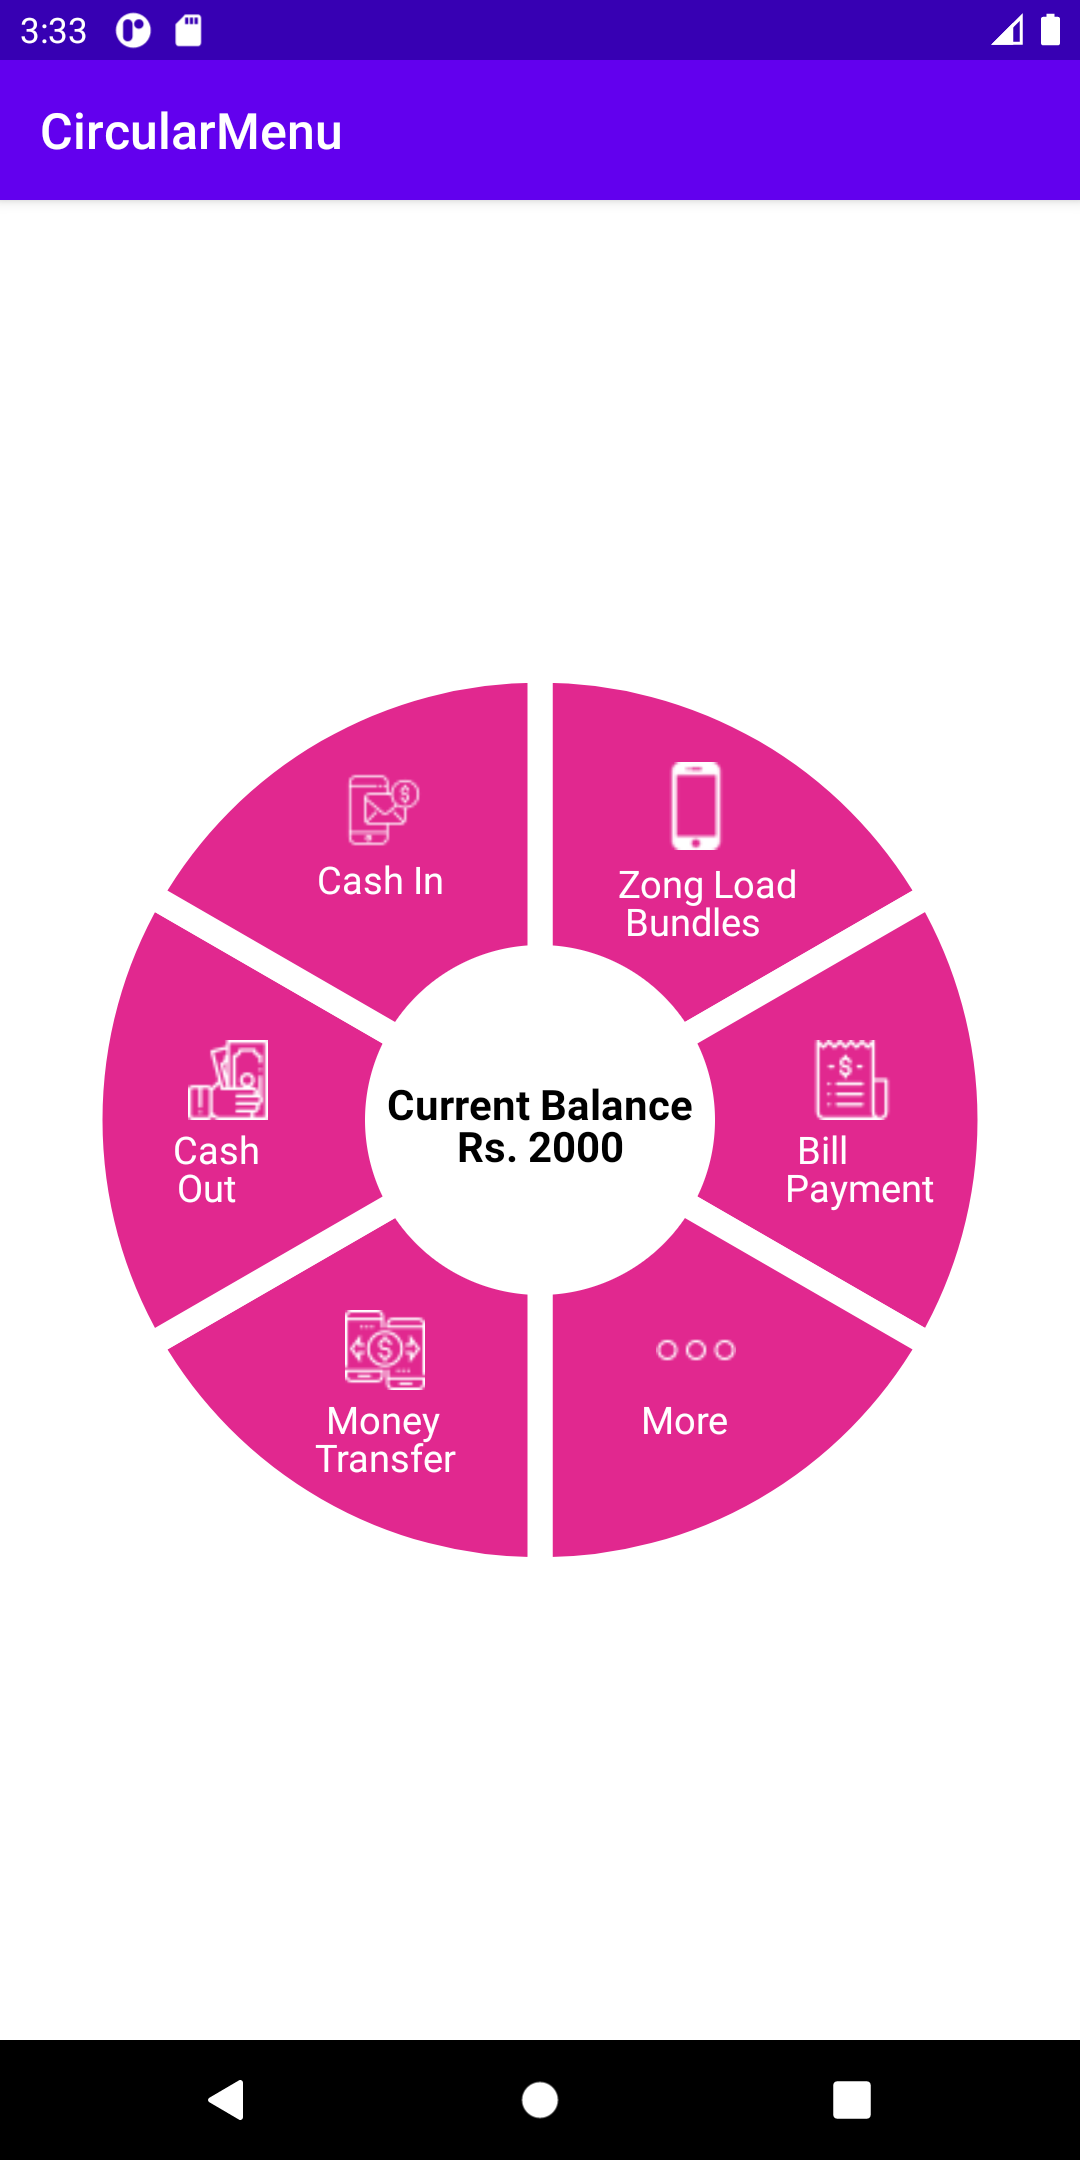 3:33
CircularMenu
Cash In
Zong Load
Bundles
Cash
Out
Current Balance
Rs. 2000
Bill
Payment
Money
Transfer
More